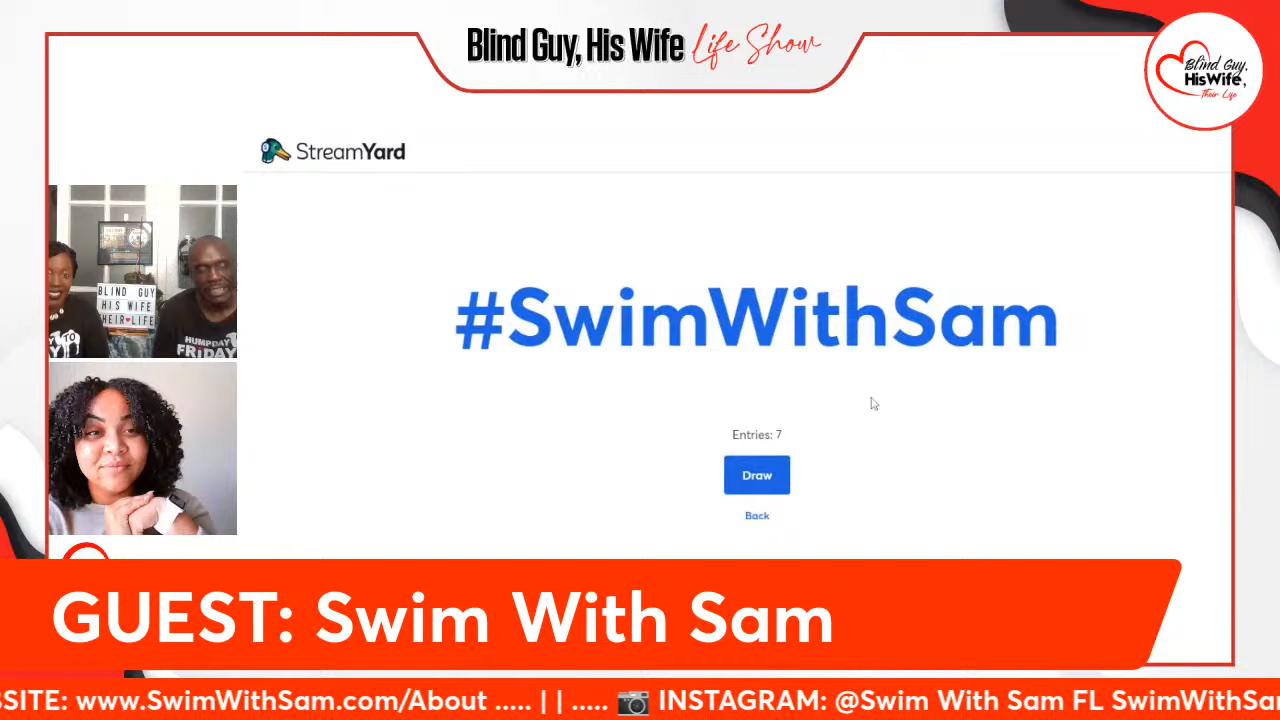 Blind Guy, His Wife Life Show
Blind Guy,
His Wife,
Their Life
StreamYard
BLIND GUY
HIS WIFE
THEIR♥LIFE
HUMPDAY
FRIDAY
#SwimWithSam
Entries: 7
Draw
Back
GUEST: Swim With Sam
SITE: www.SwimWithSam.com/About ..... | | ..... 📷 INSTAGRAM: @Swim With Sam FL SwimWithSa